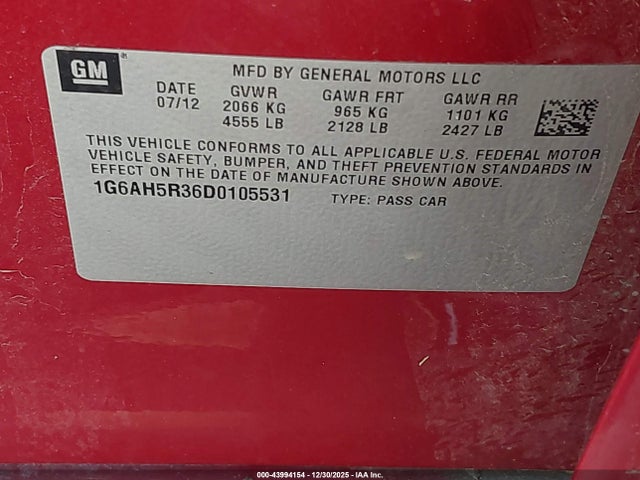 GM
MFD BY GENERAL MOTORS LLC
DATE GVWR GAWR FRT GAWR RR
07/12 2066 KG 965 KG 1101 KG
4555 LB 2128 LB 2427 LB
THIS VEHICLE CONFORMS TO ALL APPLICABLE U.S. FEDERAL MOTOR
VEHICLE SAFETY, BUMPER, AND THEFT PREVENTION STANDARDS IN
EFFECT ON THE DATE OF MANUFACTURE SHOWN ABOVE.
1G6AH5R36D0105531 TYPE: PASS CAR
000-43994154 - 12/30/2025 - IAA Inc.